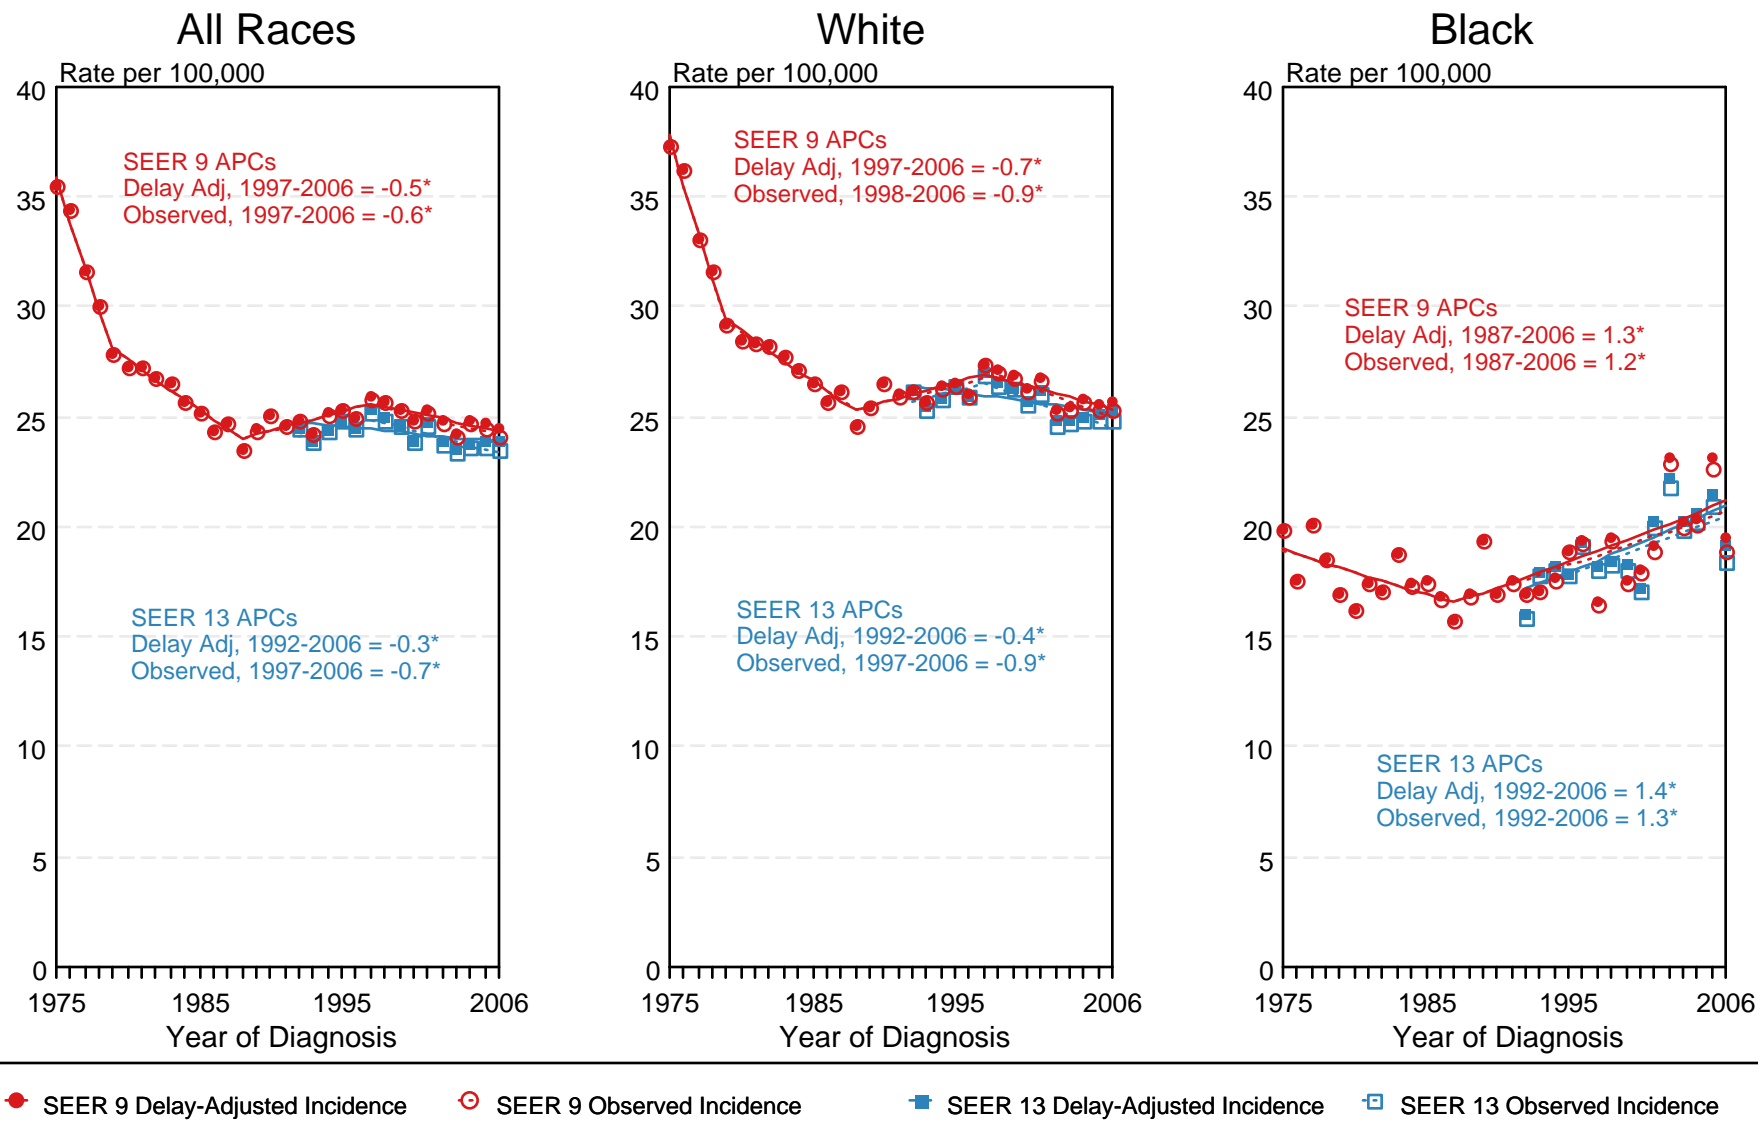 All Races
Rate per 100,000
40
35
30
25
20
15
10
5
0
SEER 9 APCs
Delay Adj, 1997-2006 = -0.5*
Observed, 1997-2006 = -0.6*
SEER 13 APCs
Delay Adj, 1992-2006 = -0.3*
Observed, 1997-2006 = -0.7*
1975 1985 1995 2006
Year of Diagnosis
White
Rate per 100,000
40
35
30
25
20
15
10
5
0
SEER 9 APCs
Delay Adj, 1997-2006 = -0.7*
Observed, 1998-2006 = -0.9*
SEER 13 APCs
Delay Adj, 1992-2006 = -0.4*
Observed, 1997-2006 = -0.9*
1975 1985 1995 2006
Year of Diagnosis
Black
Rate per 100,000
40
35
30
25
20
15
10
5
0
SEER 9 APCs
Delay Adj, 1987-2006 = 1.3*
Observed, 1987-2006 = 1.2*
SEER 13 APCs
Delay Adj, 1992-2006 = 1.4*
Observed, 1992-2006 = 1.3*
1975 1985 1995 2006
Year of Diagnosis
SEER 9 Delay-Adjusted Incidence SEER 9 Observed Incidence SEER 13 Delay-Adjusted Incidence SEER 13 Observed Incidence